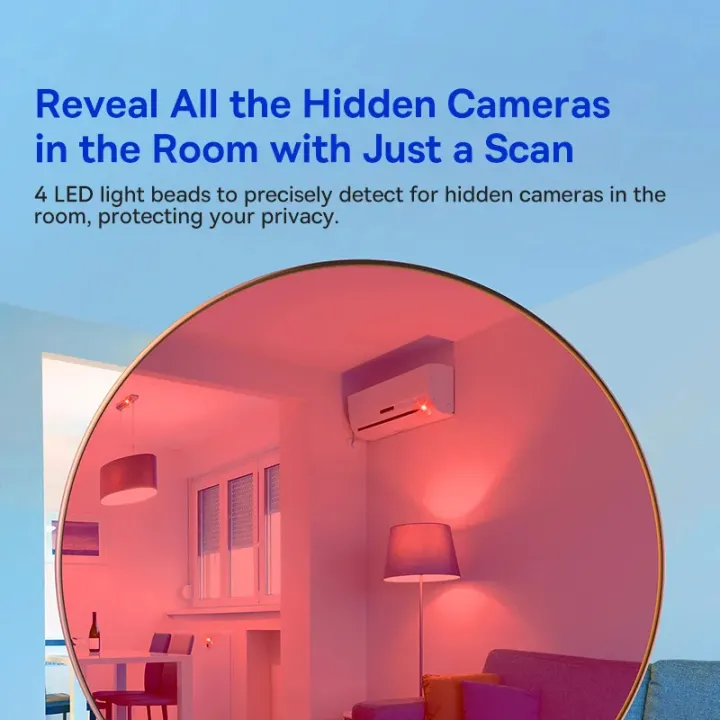 Reveal All the Hidden Cameras
in the Room with Just a Scan
4 LED light beads to precisely detect for hidden cameras in the
room, protecting your privacy.